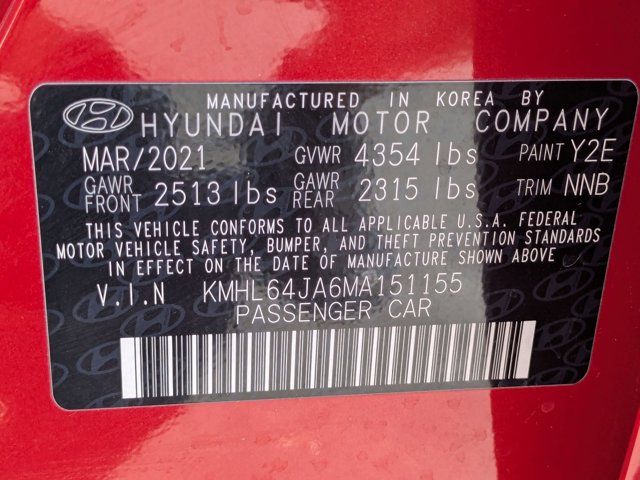 MANUFACTURED IN KOREA BY
HYUNDAI MOTOR COMPANY
MAR/2021 GVWR 4354 lbs PAINT Y2E
GAWR FRONT 2513 lbs GAWR REAR 2315 lbs TRIM NNB
THIS VEHICLE CONFORMS TO ALL APPLICABLE U.S.A. FEDERAL
MOTOR VEHICLE SAFETY, BUMPER, AND THEFT PREVENTION STANDARDS
IN EFFECT ON THE DATE OF MANUFACTURE SHOWN ABOVE
V.I.N KMHL64JA6MA151155
PASSENGER CAR